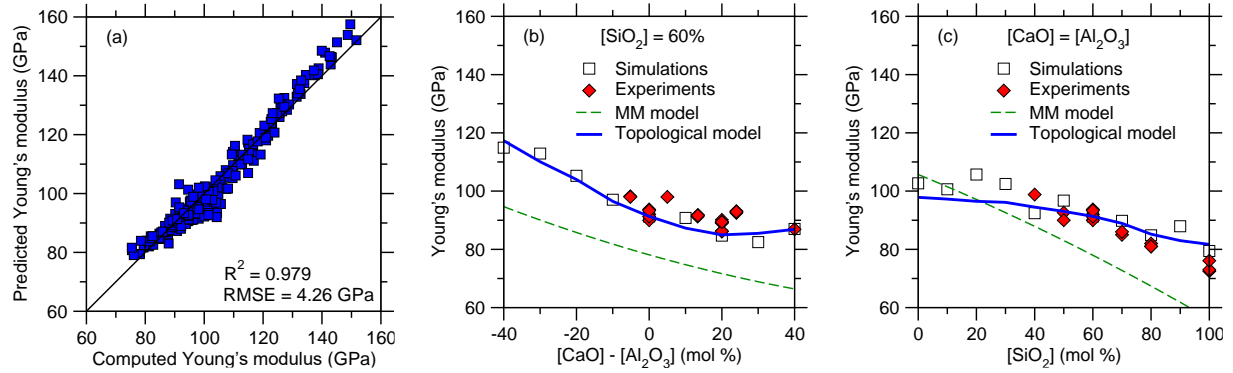 (a)
Predicted Young's modulus (GPa)
160
140
120
100
80
60
R2 = 0.979
RMSE = 4.26 GPa
60 80 100 120 140 160
Computed Young's modulus (GPa)
(b)
[SiO2] = 60%
Simulations
Experiments
MM model
Topological model
Young's modulus (GPa)
160
140
120
100
80
60
-40 -20 0 20 40
[CaO] - [Al2O3] (mol %)
(c)
[CaO] = [Al2O3]
Simulations
Experiments
MM model
Topological model
Young's modulus (GPa)
160
140
120
100
80
60
0 20 40 60 80 100
[SiO2] (mol %)